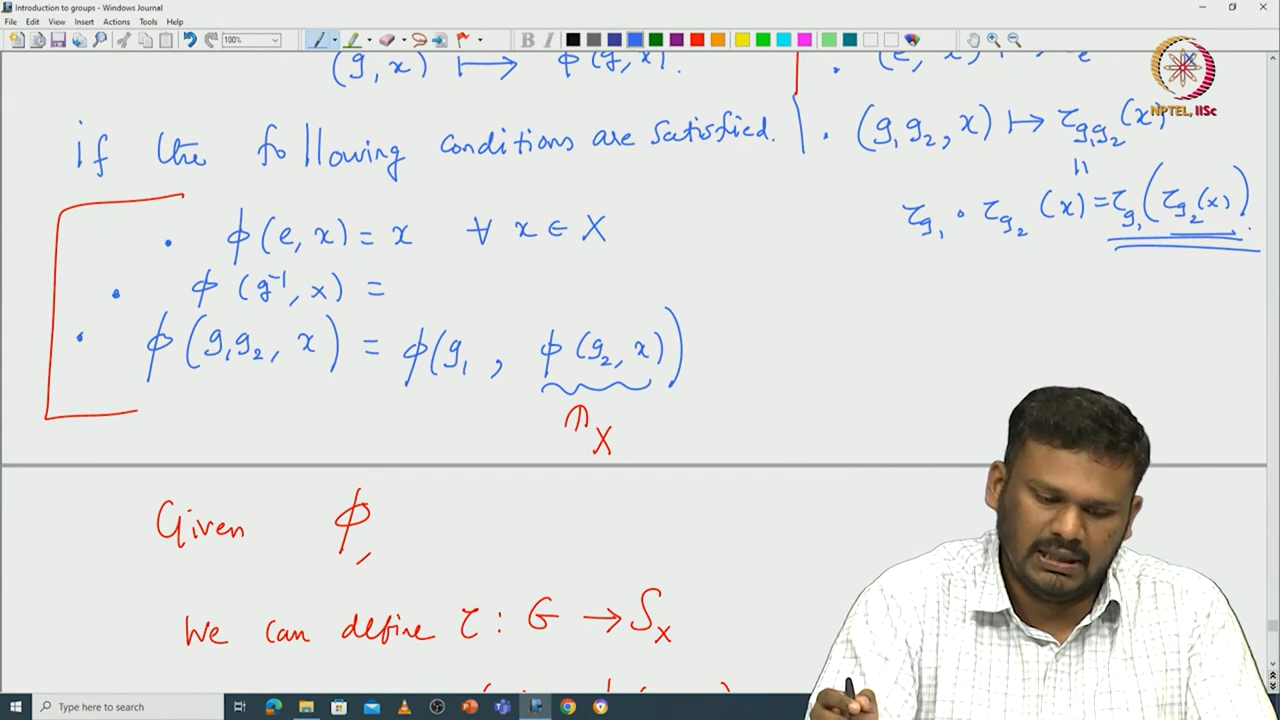 Introduction to groups - Windows Journal
File Edit View Insert Actions Tools Help
100%
B I
(g, x) ⟼ ϕ(g, x).
NPTEL, IISc
if the following conditions are satisfied.
• (g₁g₂, x) ↦ τ_{g₁g₂}(x)
||
τ_{g₁} ∘ τ_{g₂} (x) = τ_{g₁}(τ_{g₂}(x)).
• ϕ(e, x) = x ∀ x ∈ X
• ϕ(g⁻¹, x) =
• ϕ(g₁g₂, x) = ϕ(g₁, ϕ(g₂, x))
↑ X
Given ϕ,
We can define τ : G → S_X
Type here to search